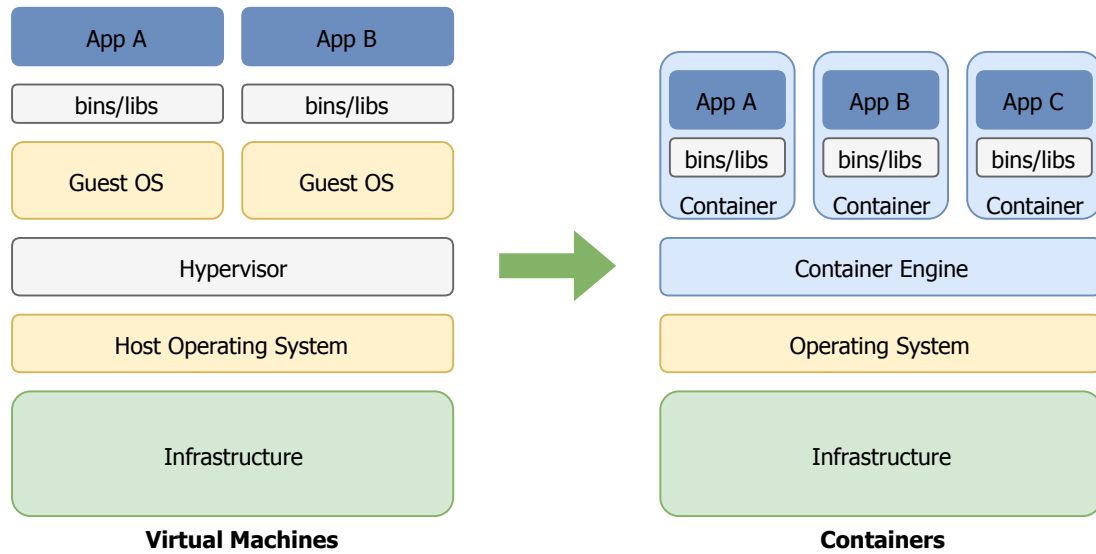 App A
App B
bins/libs
bins/libs
Guest OS
Guest OS
Hypervisor
Host Operating System
Infrastructure
Virtual Machines
App A
App B
App C
bins/libs
bins/libs
bins/libs
Container
Container
Container
Container Engine
Operating System
Infrastructure
Containers